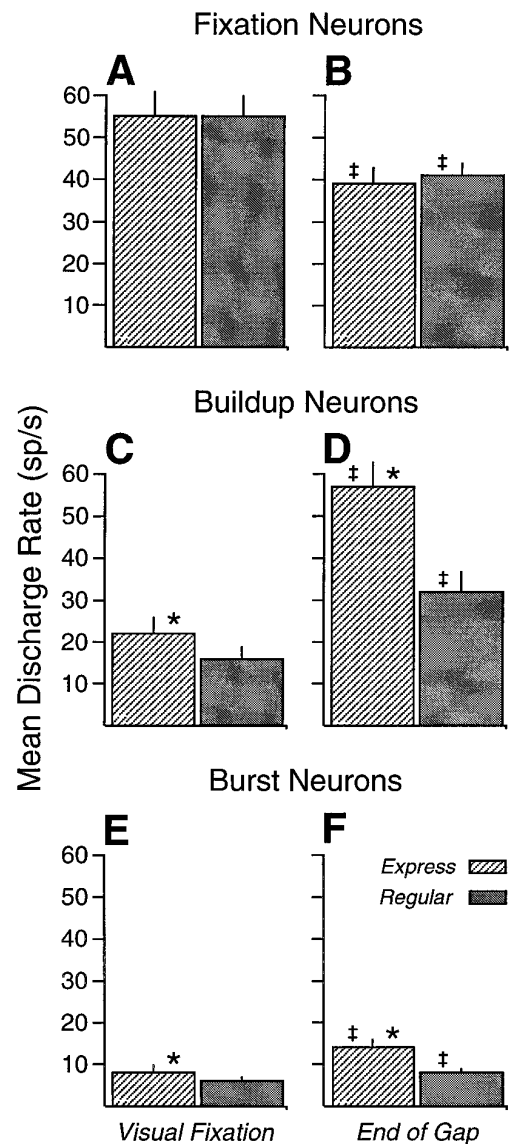 Fixation Neurons
A B
60
50
40
30
20
10
‡ ‡
Buildup Neurons
C D
Mean Discharge Rate (sp/s)
60
50
40
30
20
10
*
‡ *
‡
Burst Neurons
E F
60
50
40
30
20
10
Express
Regular
*
‡ *
‡
Visual Fixation End of Gap